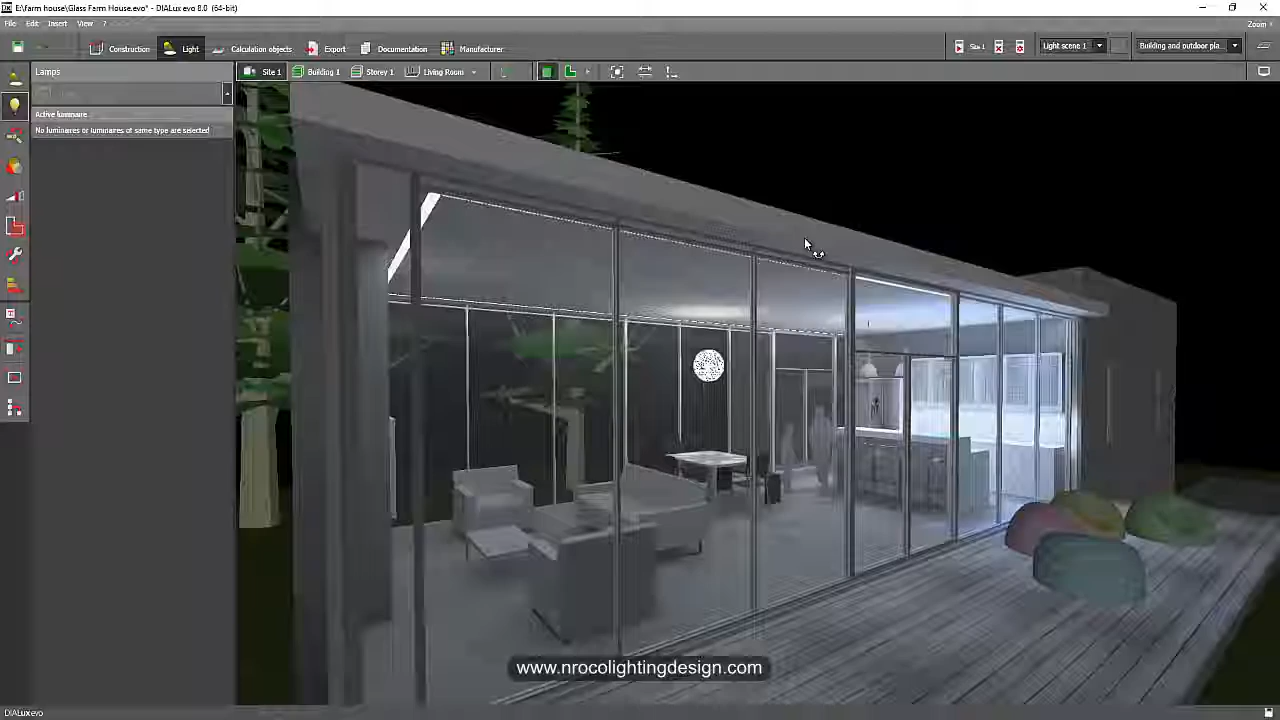 E:\farm house\Glass Farm House.evo* - DIALux evo 8.0 (64-bit)
File Edit Insert View ?
Zoom
Construction Light Calculation objects Export Documentation Manufacturer
Site 1 Light scene 1 Building and outdoor pla
Lamps
Site 1 Building 1 Storey 1 Living Room
Active luminaire
No luminaires or luminaires of same type are selected
www.nrocolightingdesign.com
DIALux evo